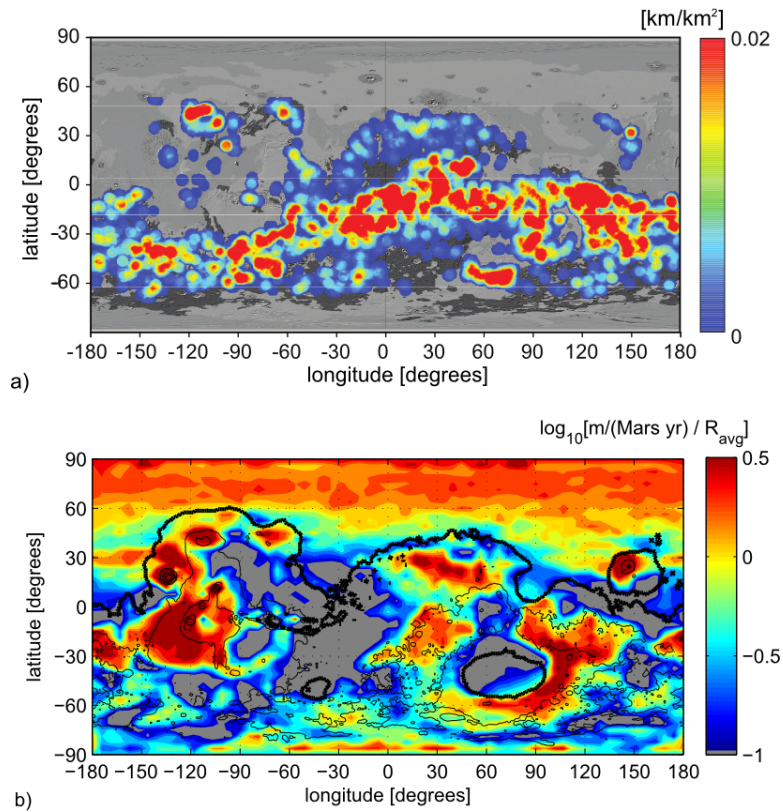 [km/km²]
90
60
30
0
-30
-60
latitude [degrees]
0.02
0
-180 -150 -120 -90 -60 -30 0 30 60 90 120 150 180
longitude [degrees]
a)
log₁₀[m/(Mars yr) / Ravg]
90
60
30
0
−30
−60
−90
latitude [degrees]
0.5
0
−0.5
−1
−180 −150 −120 −90 −60 −30 0 30 60 90 120 150 180
longitude [degrees]
b)